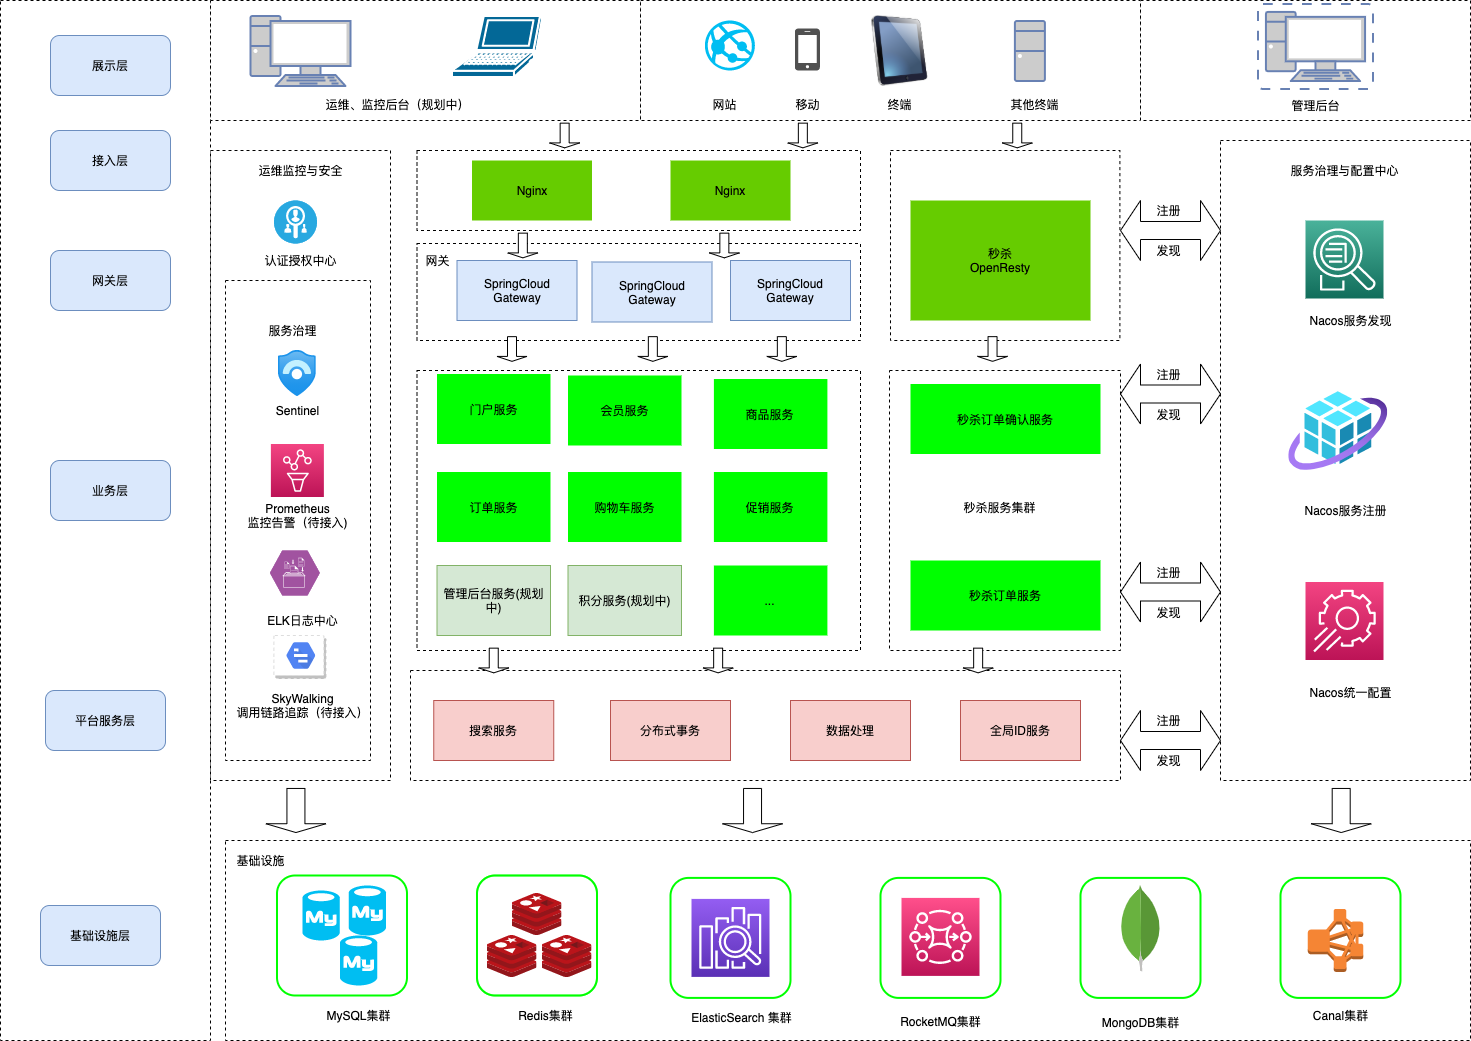 展示层
接入层
网关层
业务层
平台服务层
基础设施层
运维、监控后台（规划中）
网站
移动
终端
其他终端
管理后台
运维监控与安全
认证授权中心
服务治理
Sentinel
Prometheus
监控告警（待接入)
ELK日志中心
SkyWalking
调用链路追踪（待接入）
Nginx
Nginx
网关
SpringCloud
Gateway
SpringCloud
Gateway
SpringCloud
Gateway
秒杀
OpenResty
门户服务
会员服务
商品服务
订单服务
购物车服务
促销服务
管理后台服务(规划
中)
积分服务(规划中)
...
秒杀订单确认服务
秒杀服务集群
秒杀订单服务
搜索服务
分布式事务
数据处理
全局ID服务
注册
发现
注册
发现
注册
发现
注册
发现
服务治理与配置中心
Nacos服务发现
Nacos服务注册
Nacos统一配置
基础设施
My
My
My
MySQL集群
Redis集群
ElasticSearch 集群
RocketMQ集群
MongoDB集群
Canal集群